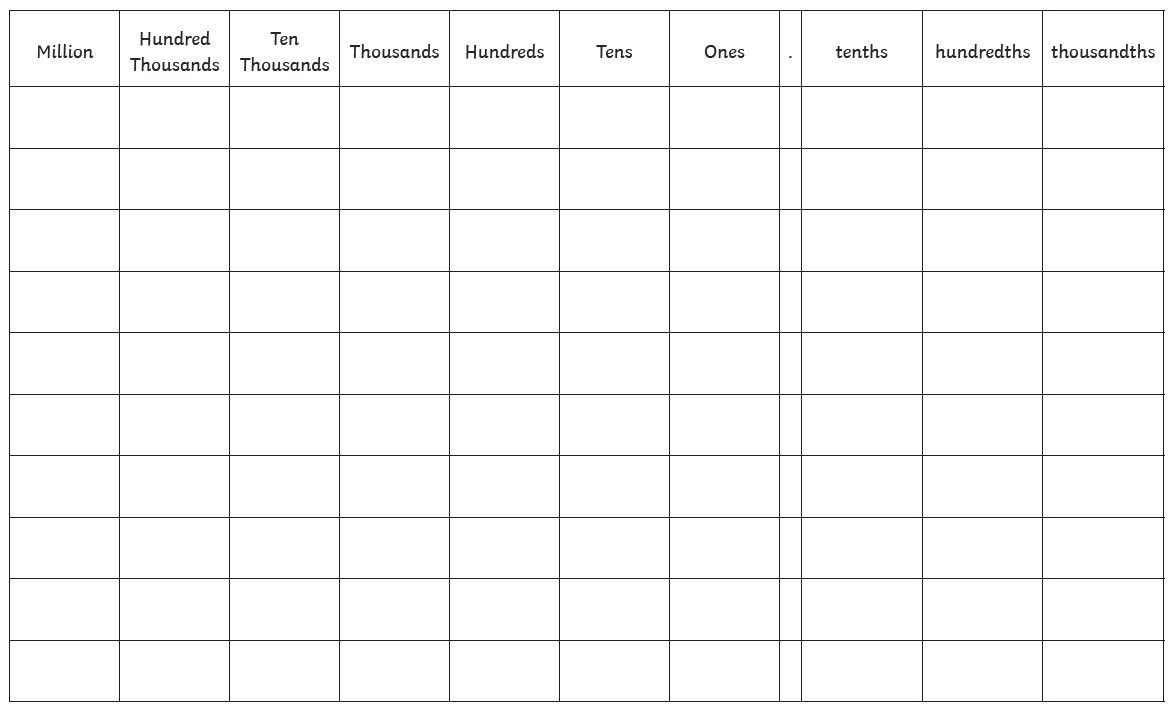 Million
Hundred
Thousands
Ten
Thousands
Thousands
Hundreds
Tens
Ones
.
tenths
hundredths
thousandths